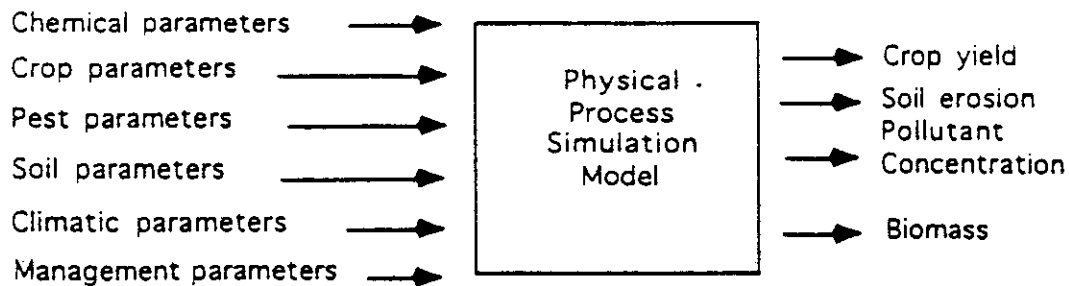 Chemical parameters
Crop parameters
Pest parameters
Soil parameters
Climatic parameters
Management parameters
Physical
Process
Simulation
Model
Crop yield
Soil erosion
Pollutant
Concentration
Biomass